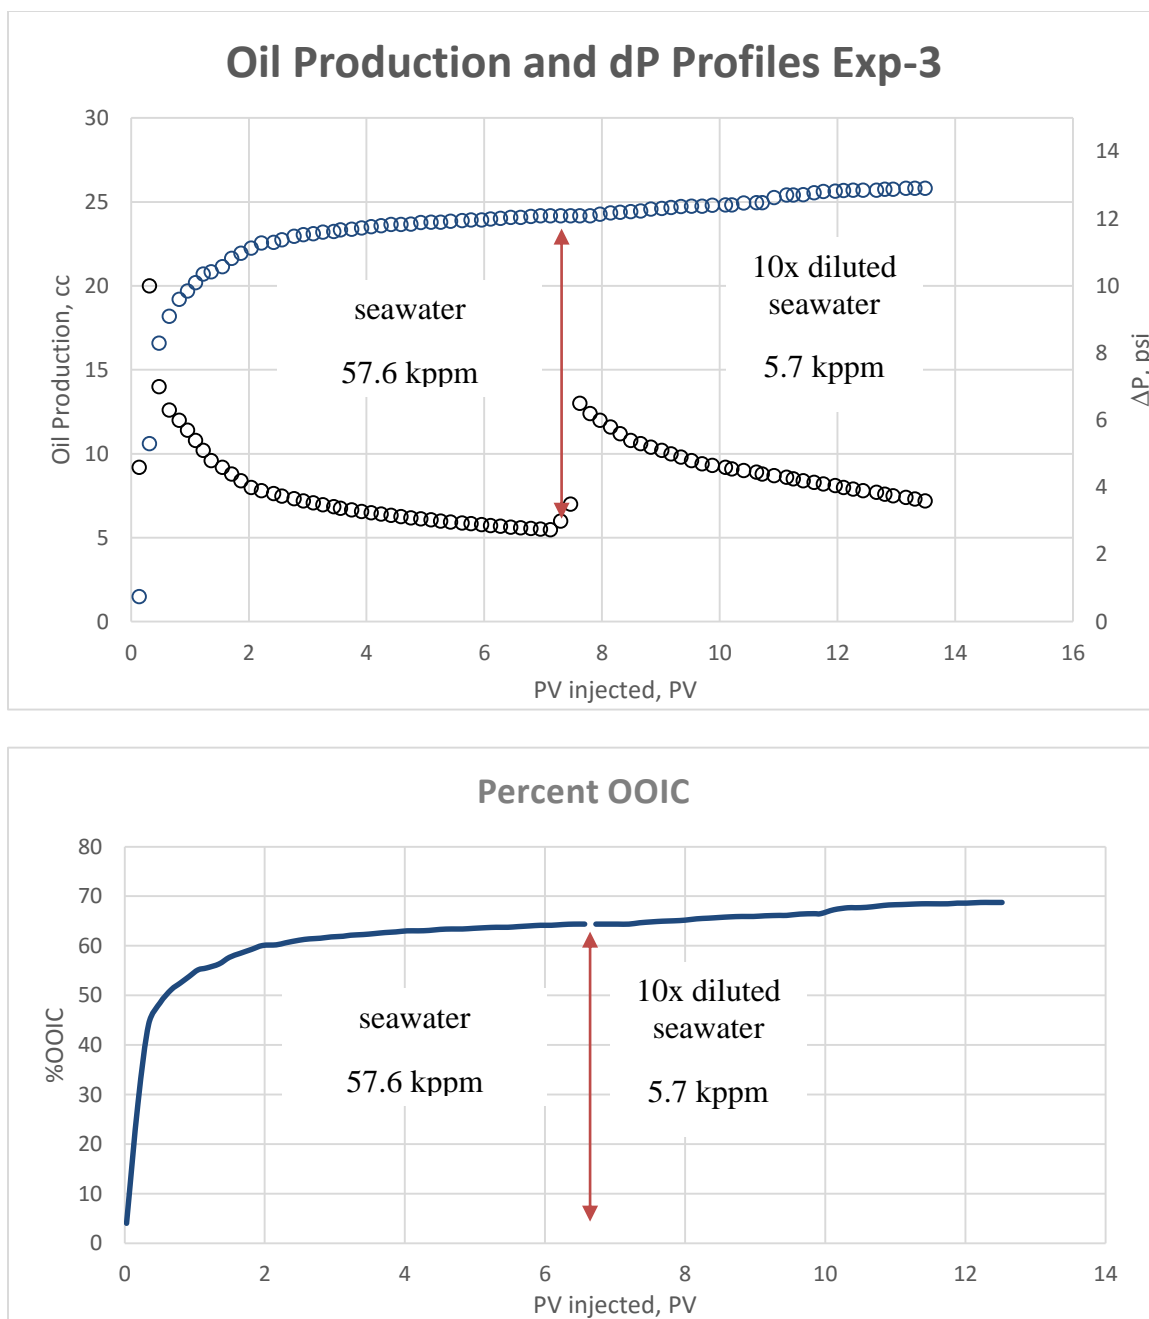 Oil Production and dP Profiles Exp-3
30
25
20
15
10
5
0
Oil Production, cc
14
12
10
8
6
4
2
0
ΔP, psi
seawater
57.6 kppm
10x diluted
seawater
5.7 kppm
0 2 4 6 8 10 12 14 16
PV injected, PV
Percent OOIC
80
70
60
50
40
30
20
10
0
%OOIC
seawater
57.6 kppm
10x diluted
seawater
5.7 kppm
0 2 4 6 8 10 12 14
PV injected, PV